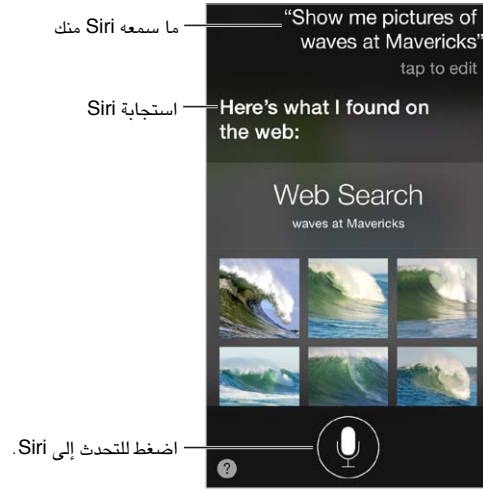 ما سمعه Siri منك
“Show me pictures of
waves at Mavericks”
tap to edit
استجابة Siri
Here’s what I found on
the web:
Web Search
waves at Mavericks
اضغط للتحدث إلى Siri.
?